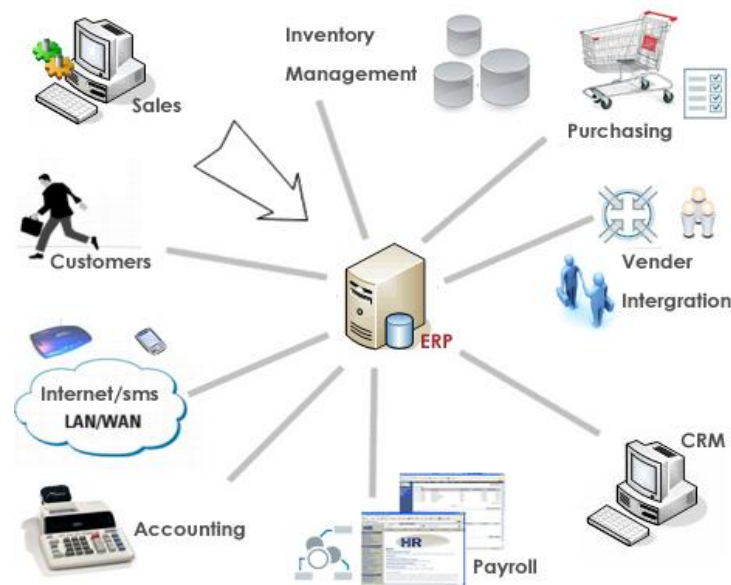 Sales
Inventory
Management
Purchasing
Customers
Vender
Intergration
ERP
Internet/sms
LAN/WAN
CRM
Accounting
HR
Payroll